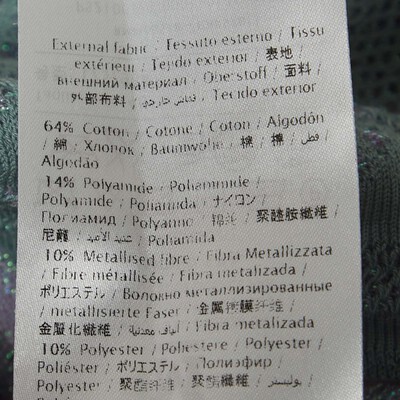 External fabric / Tessuto esterno / Tissu
extérieur / Tejido exterior / 表地 /
внешний материал / Oberstoff / 面料 /
外部布料 / قماش خارجي / Tecido exterior
64% Cotton / Cotone / Coton / Algodón
/ 綿 / Хлопок / Baumwolle / 棉 / 棉 / قطن /
Algodão
14% Polyamide / Poliammide /
Polyamide / Poliamida / ナイロン /
Полиамид / Polyamid / 锦纶 / 聚醯胺纖維 /
尼龍 / / Poliamida
10% Metallised fibre / Fibra Metallizzata
/ Fibre métallisée / Fibra metalizada /
ポリエステル / Волокно металлизированные
/ metallisierte Faser / 金属镀膜纤维 /
金屬化纖維 / ألياف معدنية / Fibra metalizada
10% Polyester / Poliestere / Polyester /
Poliéster / ポリエステル / Полиэфир /
Polyester / 聚酯纤维 / 聚酯纖維 / بوليستر /